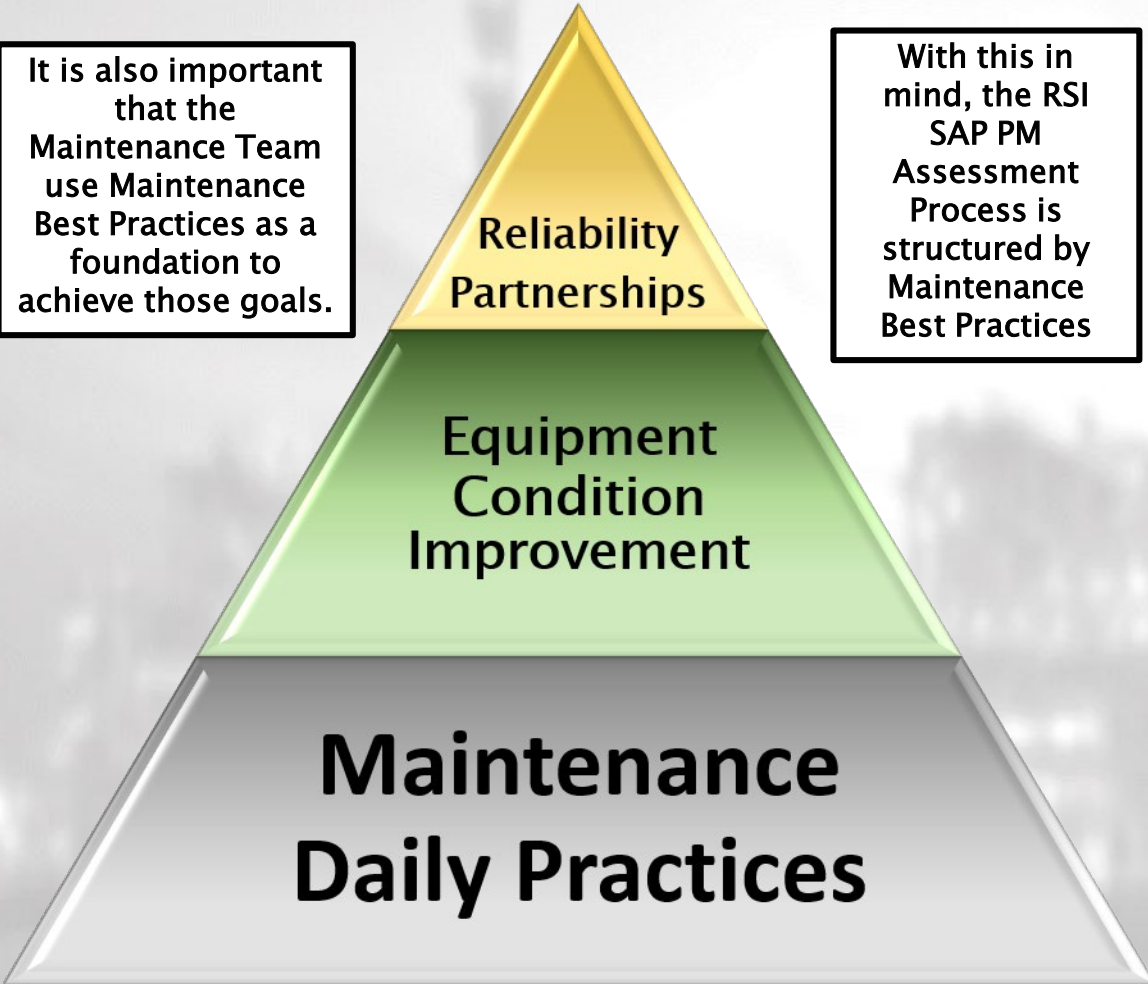 It is also important
that the
Maintenance Team
use Maintenance
Best Practices as a
foundation to
achieve those goals.
With this in
mind, the RSI
SAP PM
Assessment
Process is
structured by
Maintenance
Best Practices
Reliability
Partnerships
Equipment
Condition
Improvement
Maintenance
Daily Practices